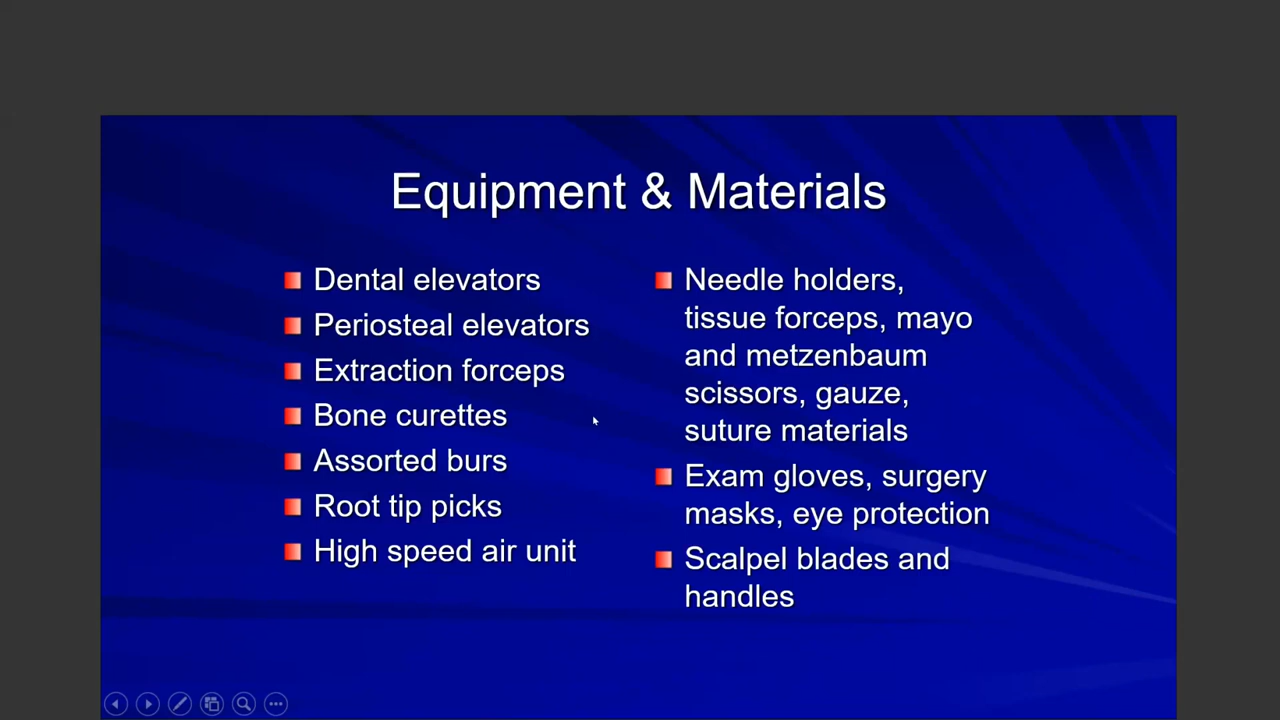 Equipment & Materials
Dental elevators
Periosteal elevators
Extraction forceps
Bone curettes
Assorted burs
Root tip picks
High speed air unit
Needle holders,
tissue forceps, mayo
and metzenbaum
scissors, gauze,
suture materials
Exam gloves, surgery
masks, eye protection
Scalpel blades and
handles